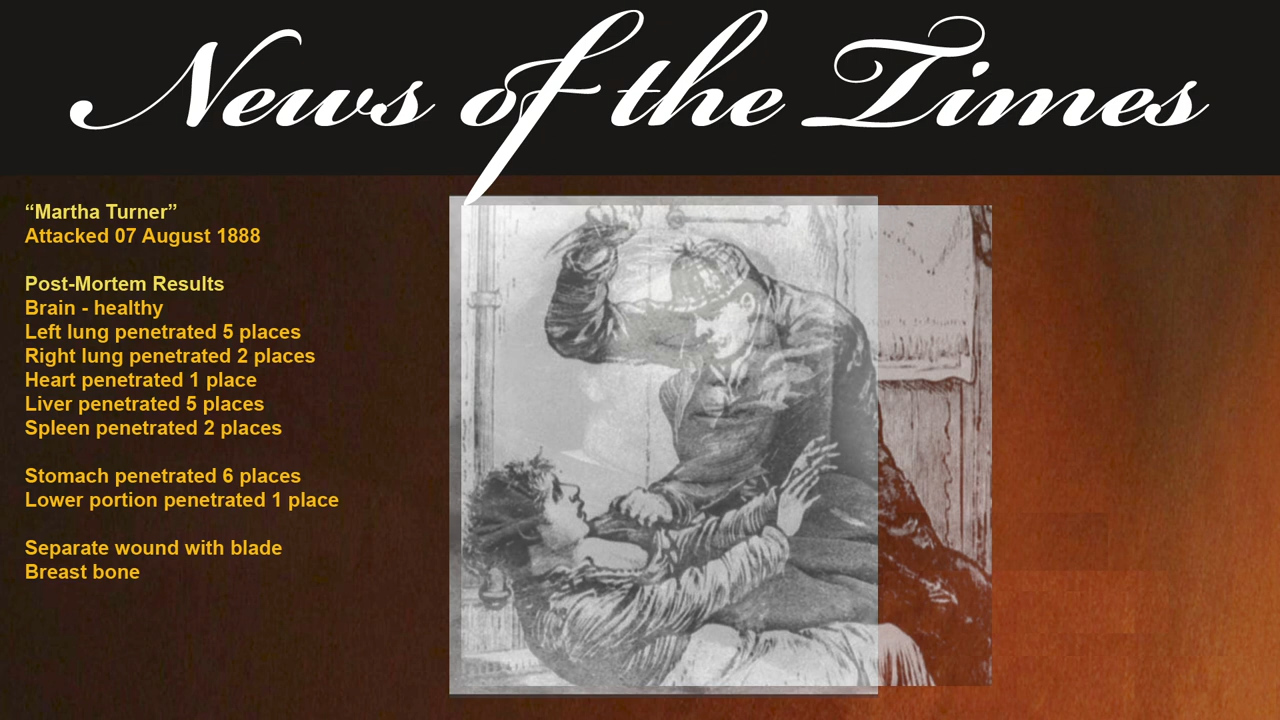 News of the Times
“Martha Turner”
Attacked 07 August 1888
Post-Mortem Results
Brain - healthy
Left lung penetrated 5 places
Right lung penetrated 2 places
Heart penetrated 1 place
Liver penetrated 5 places
Spleen penetrated 2 places
Stomach penetrated 6 places
Lower portion penetrated 1 place
Separate wound with blade
Breast bone